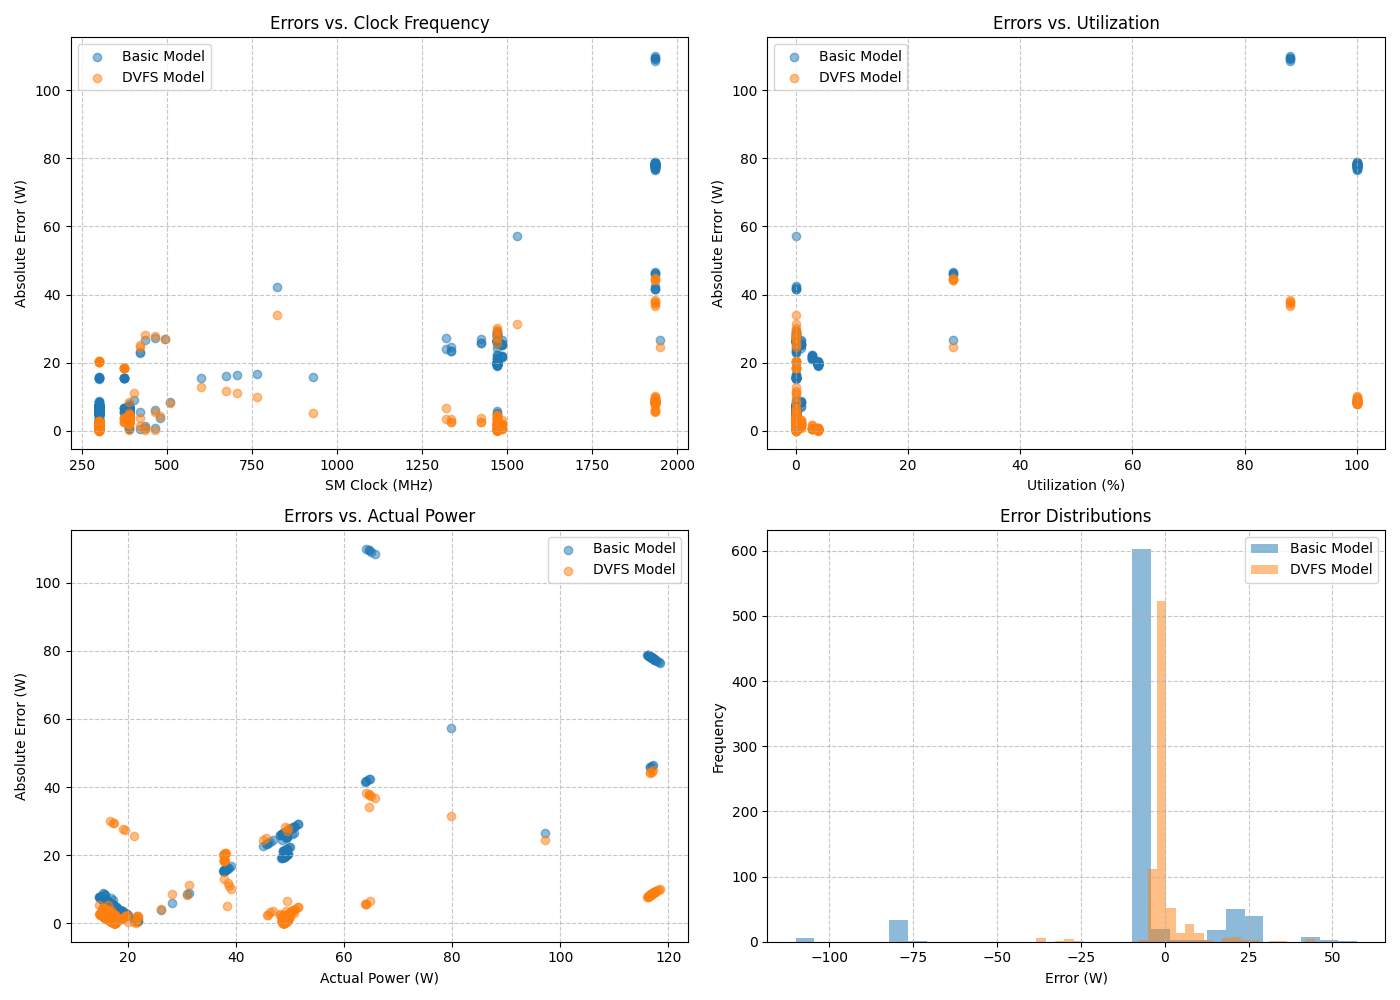 Errors vs. Clock Frequency
Basic Model
DVFS Model
Absolute Error (W)
100
80
60
40
20
0
250 500 750 1000 1250 1500 1750 2000
SM Clock (MHz)
Errors vs. Utilization
Basic Model
DVFS Model
Absolute Error (W)
100
80
60
40
20
0
0 20 40 60 80 100
Utilization (%)
Errors vs. Actual Power
Basic Model
DVFS Model
Absolute Error (W)
100
80
60
40
20
0
20 40 60 80 100 120
Actual Power (W)
Error Distributions
Basic Model
DVFS Model
Frequency
600
500
400
300
200
100
0
−100 −75 −50 −25 0 25 50
Error (W)